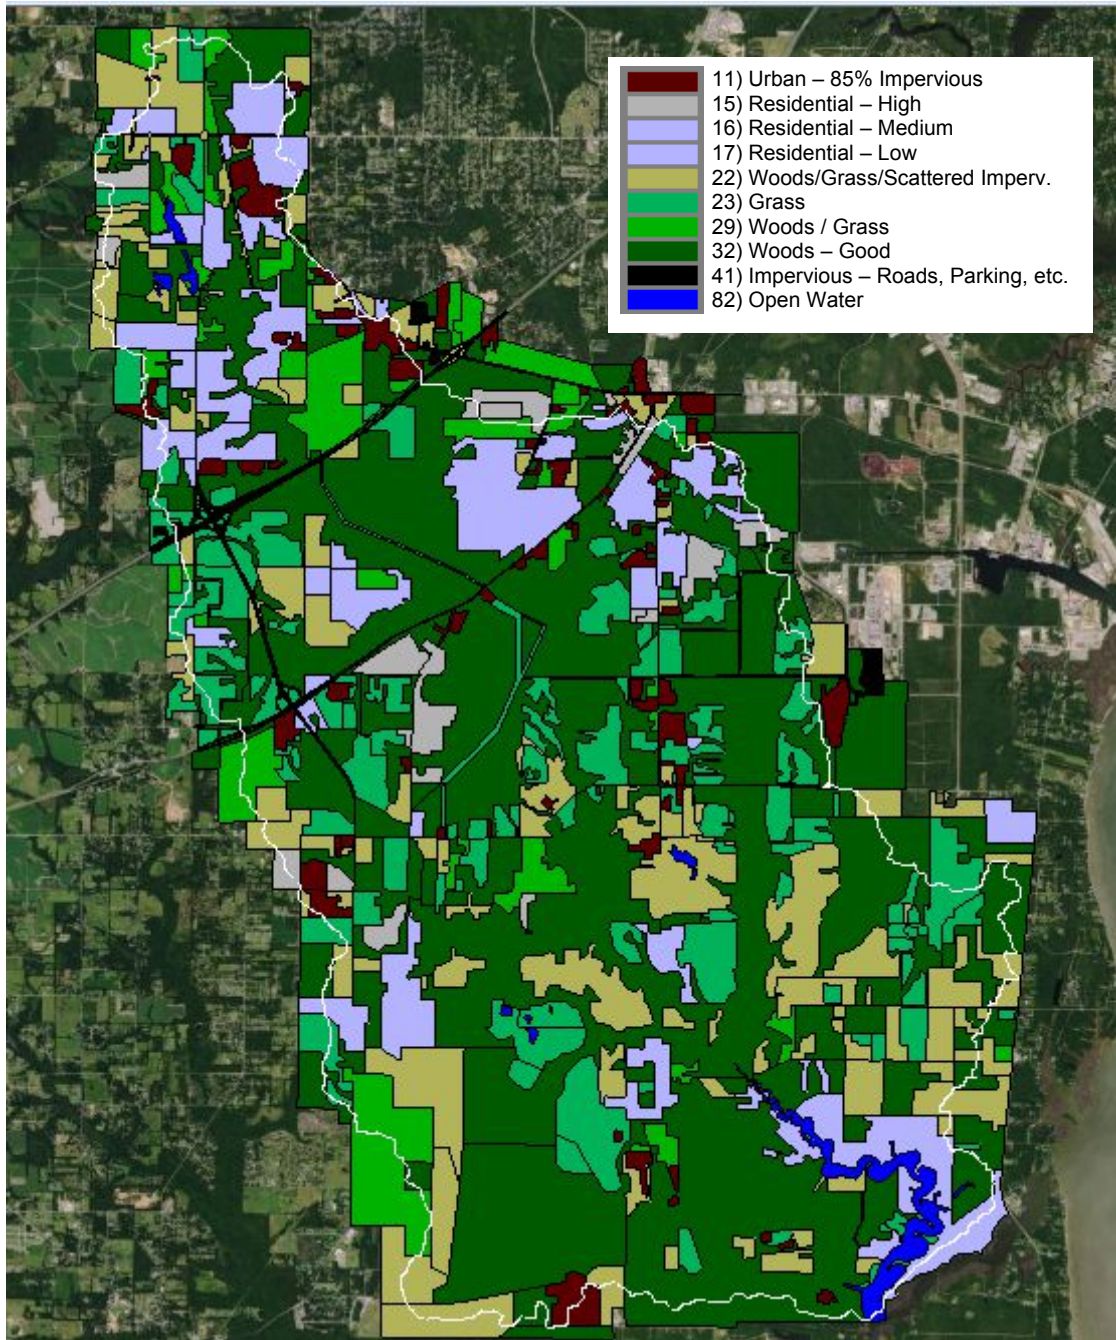 11) Urban – 85% Impervious
15) Residential – High
16) Residential – Medium
17) Residential – Low
22) Woods/Grass/Scattered Imperv.
23) Grass
29) Woods / Grass
32) Woods – Good
41) Impervious – Roads, Parking, etc.
82) Open Water